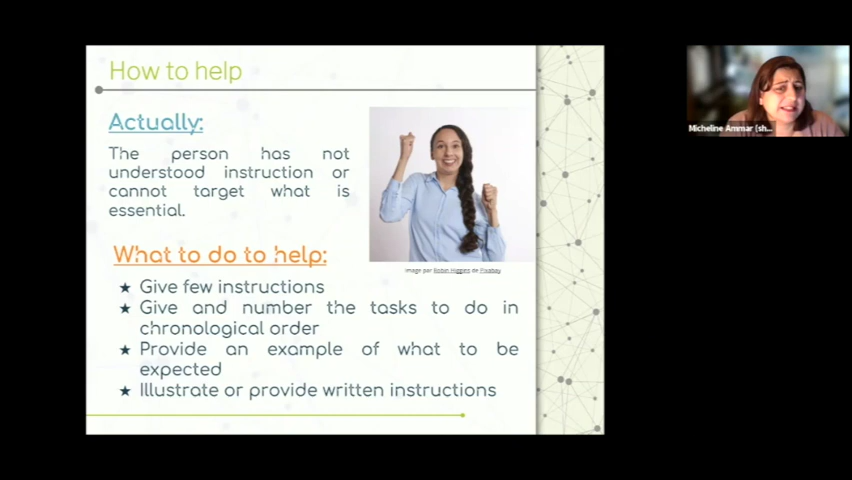 How to help
Actually:
The person has not
understood instruction or
cannot target what is
essential.
image par Robin Higgins de Pixabay
What to do to help:
★ Give few instructions
★ Give and number the tasks to do in
chronological order
★ Provide an example of what to be
expected
★ Illustrate or provide written instructions
Micheline Ammar (sh...